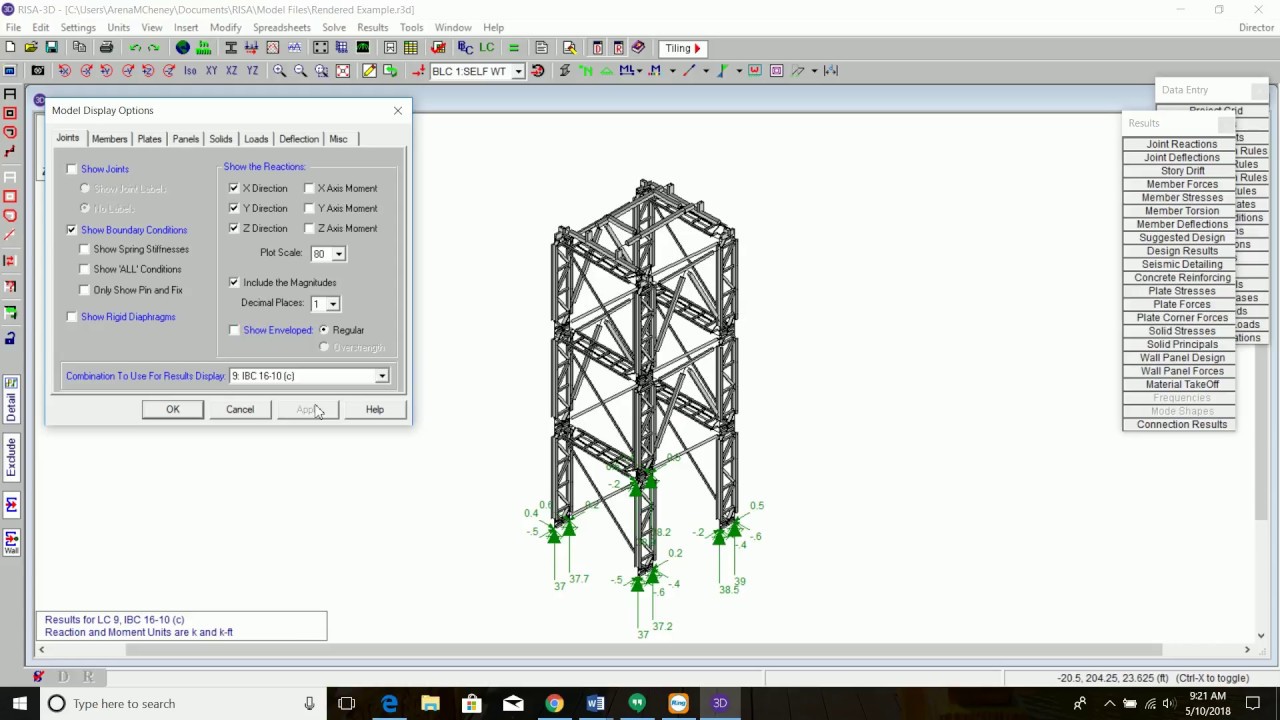 RISA-3D - [C:\Users\ArenaMCheney\Documents\RISA\Model Files\Rendered Example.r3d]
File Edit Settings Units View Insert Modify Spreadsheets Solve Results Tools Window Help Director
LC Tiling
Iso XY XZ YZ BLC 1:SELF WT
Data Entry
Model Display Options
Results
Joints Members Plates Panels Solids Loads Deflection Misc
Show Joints
Show Joint Labels
No Labels
Show Boundary Conditions
Show Spring Stiffnesses
Show 'ALL' Conditions
Only Show Pin and Fix
Show Rigid Diaphragms
Show the Reactions:
X Direction X Axis Moment
Y Direction Y Axis Moment
Z Direction Z Axis Moment
Plot Scale: 80
Include the Magnitudes
Decimal Places: 1
Show Enveloped: Regular
Overstrength
Combination To Use For Results Display: 9: IBC 16-10 (c)
OK Cancel Help
Joint Reactions
Joint Deflections
Story Drift
Member Forces
Member Stresses
Member Torsion
Member Deflections
Suggested Design
Design Results
Seismic Detailing
Concrete Reinforcing
Plate Stresses
Plate Forces
Plate Corner Forces
Solid Stresses
Solid Principals
Wall Panel Design
Wall Panel Forces
Material TakeOff
Frequencies
Mode Shapes
Connection Results
Detail
Exclude
Wall
0.4
-.5
0.2
37
37.7
-.2
0.2
-.5
-.4
-.6
37
37.2
0.5
-.2
-.6
-.4
38.5
39
Results for LC 9, IBC 16-10 (c)
Reaction and Moment Units are k and k-ft
D R
-20.5, 204.25, 23.625 (ft) (Ctrl-X to toggle)
Type here to search
Ring
9:21 AM
5/10/2018